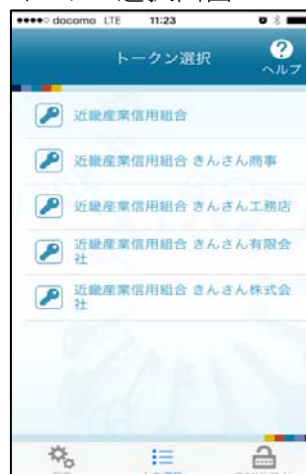 docomo LTE 11:23
トークン選択
?
ヘルプ
近畿産業信用組合
近畿産業信用組合 きんさん商事
近畿産業信用組合 きんさん工務店
近畿産業信用組合 きんさん有限会
社
近畿産業信用組合 きんさん株式会
社